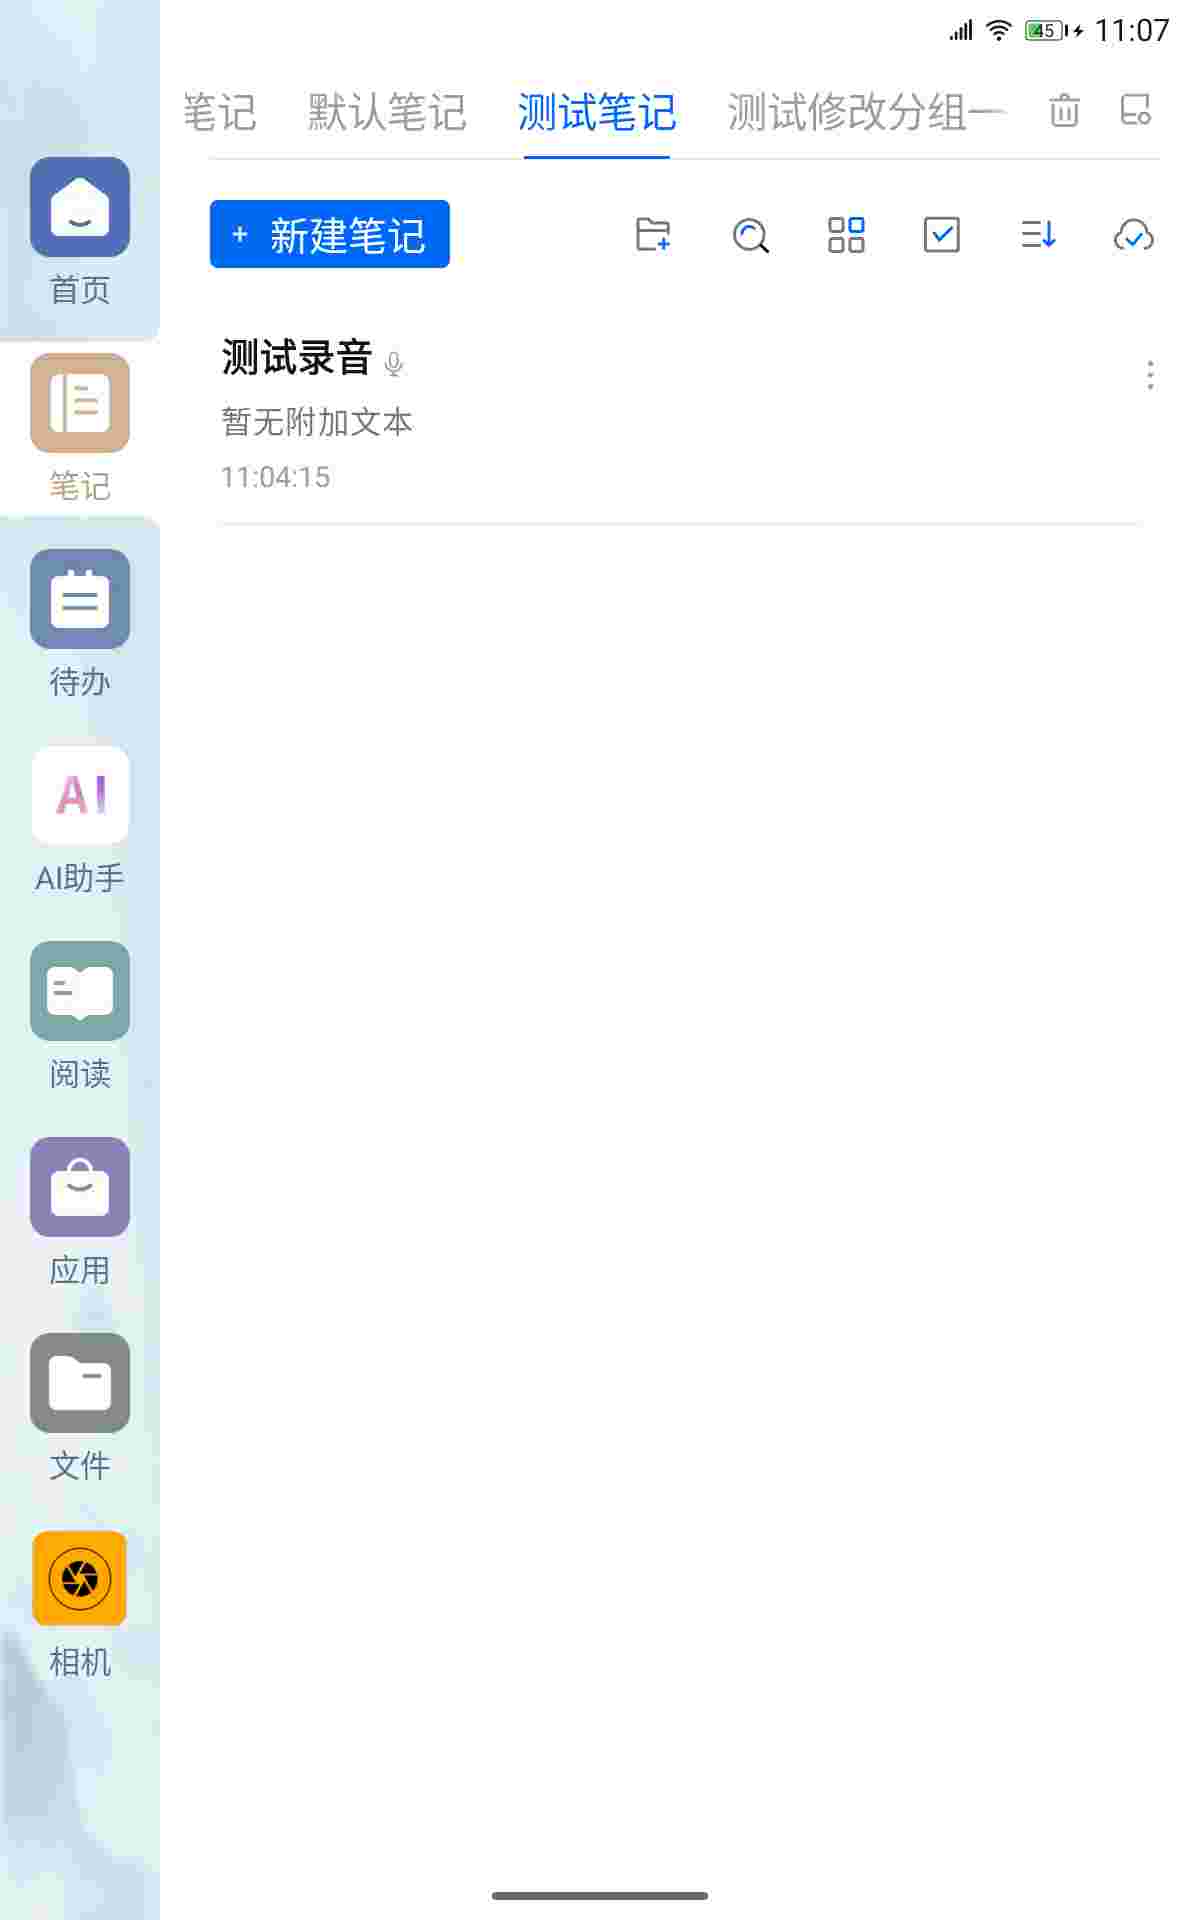 45 11:07
笔记 默认笔记 测试笔记 测试修改分组一
+ 新建笔记
测试录音
暂无附加文本
11:04:15
首页
笔记
待办
AI
AI助手
阅读
应用
文件
相机